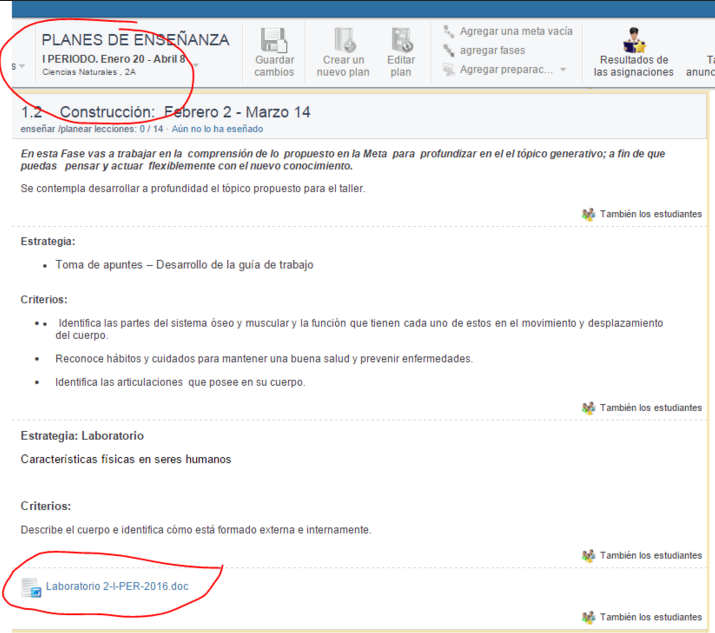 PLANES DE ENSEÑANZA
I PERIODO. Enero 20 - Abril 8
Ciencias Naturales , 2A
s
Guardar cambios
Crear un nuevo plan
Editar plan
Agregar una meta vacía
agregar fases
Agregar preparac...
Resultados de las asignaciones
Ta
anunc
1.2 Construcción: Febrero 2 - Marzo 14
enseñar /planear lecciones: 0 / 14 · Aún no lo ha eseñado
En esta Fase vas a trabajar en la comprensión de lo propuesto en la Meta para profundizar en el el tópico generativo; a fin de que
puedas pensar y actuar flexiblemente con el nuevo conocimiento.
Se contempla desarrollar a profundidad el tópico propuesto para el taller.
También los estudiantes
Estrategia:
• Toma de apuntes – Desarrollo de la guía de trabajo
Criterios:
• • Identifica las partes del sistema óseo y muscular y la función que tienen cada uno de estos en el movimiento y desplazamiento
del cuerpo.
• Reconoce hábitos y cuidados para mantener una buena salud y prevenir enfermedades.
• Identifica las articulaciones que posee en su cuerpo.
También los estudiantes
Estrategia: Laboratorio
Características físicas en seres humanos
Criterios:
Describe el cuerpo e identifica cómo está formado externa e internamente.
También los estudiantes
Laboratorio 2-I-PER-2016.doc
También los estudiantes